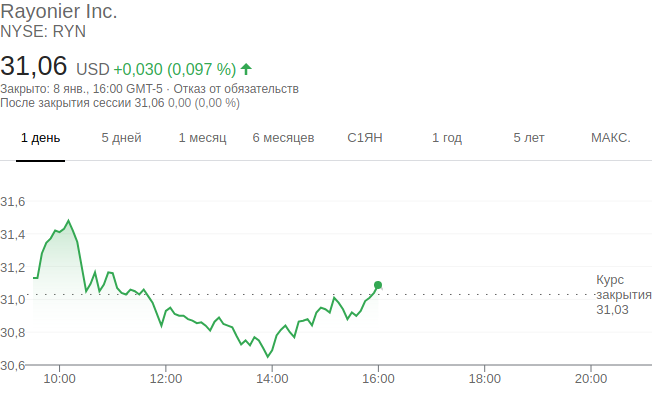 Rayonier Inc.
NYSE: RYN
31,06 USD +0,030 (0,097 %)
Закрыто: 8 янв., 16:00 GMT-5 · Отказ от обязательств
После закрытия сессии 31,06 0,00 (0,00 %)
1 день 5 дней 1 месяц 6 месяцев С1ЯН 1 год 5 лет МАКС.
31,6
31,4
31,2
Курс
31,0 закрытия
31,03
30,8
30,6
10:00 12:00 14:00 16:00 18:00 20:00